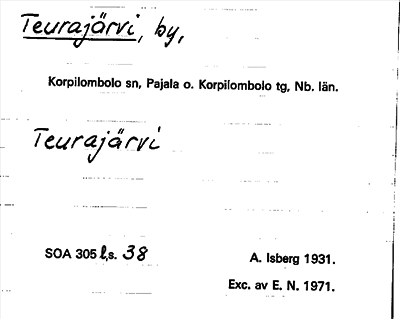 Teurajärvi, by,
Korpilombolo sn, Pajala o. Korpilombolo tg, Nb. län.
Teurajärvi
SOA 305 l, s. 38
A. Isberg 1931.
Exc. av E. N. 1971.